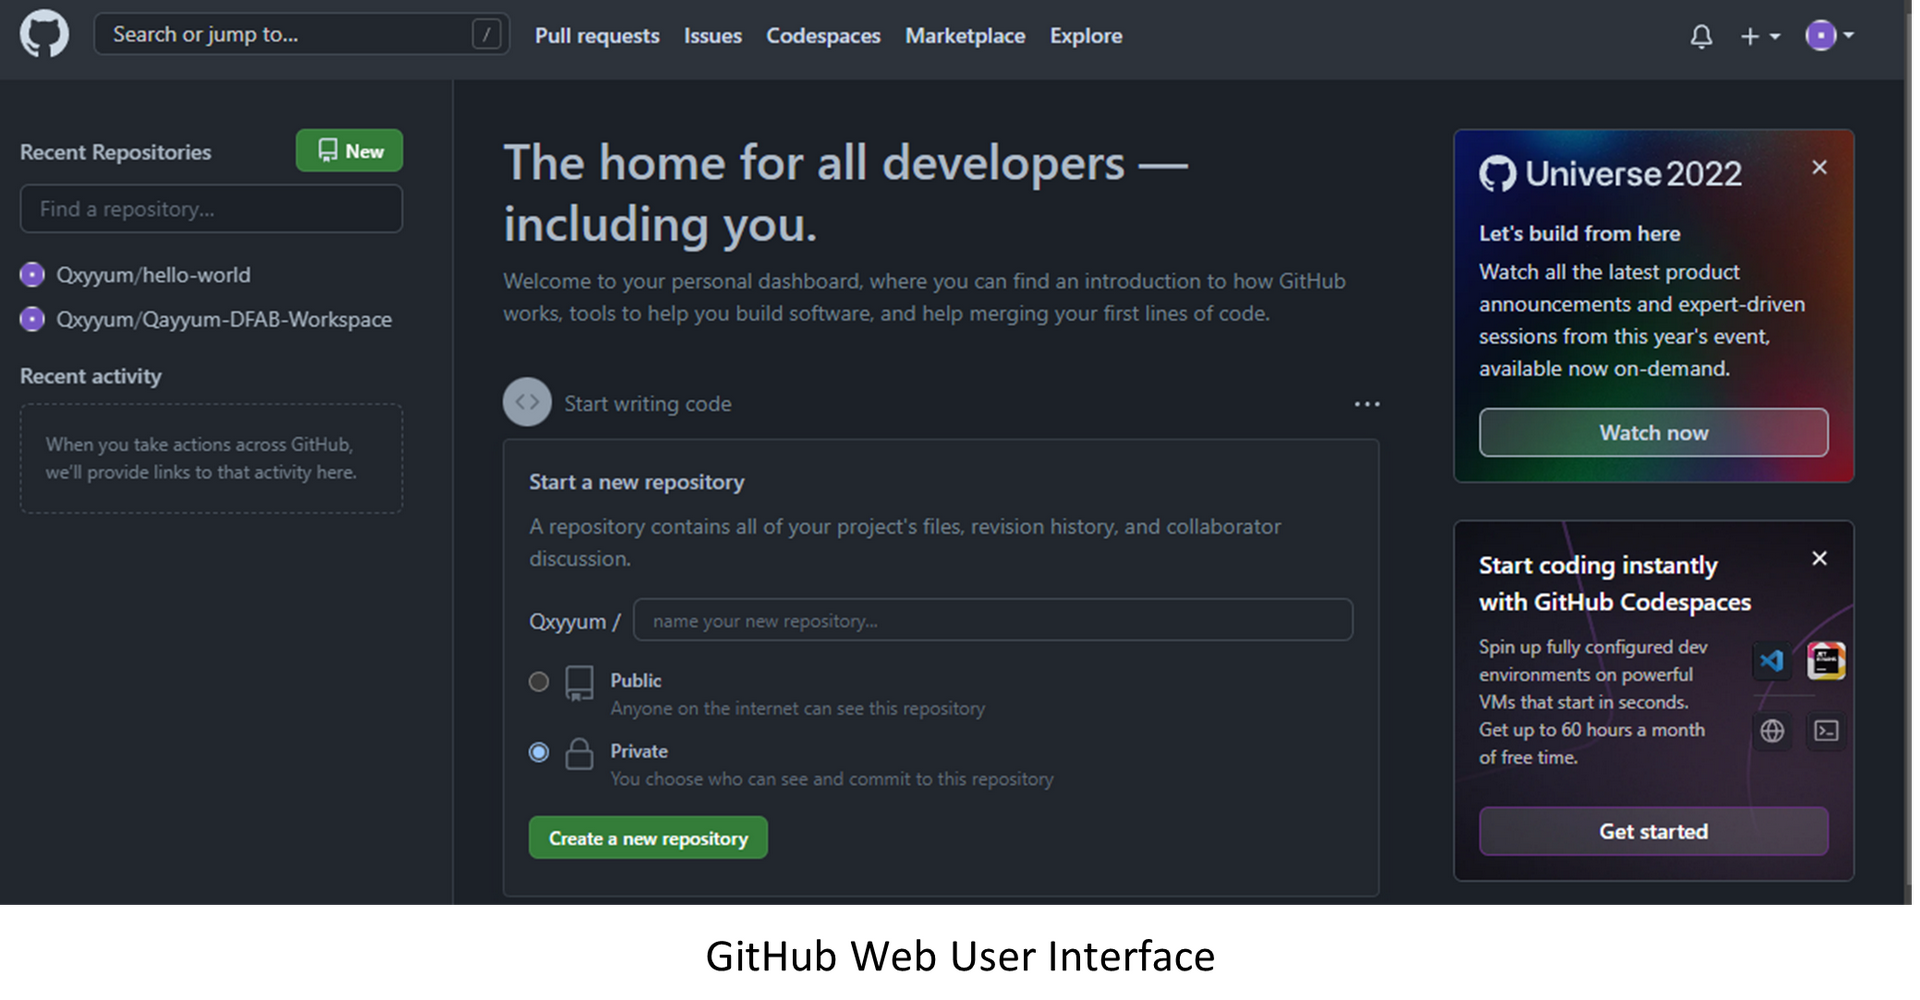 Search or jump to... /
Pull requests Issues Codespaces Marketplace Explore
Recent Repositories
New
Find a repository...
Qxyyum/hello-world
Qxyyum/Qayyum-DFAB-Workspace
Recent activity
When you take actions across GitHub,
we'll provide links to that activity here.
The home for all developers —
including you.
Welcome to your personal dashboard, where you can find an introduction to how GitHub
works, tools to help you build software, and help merging your first lines of code.
Start writing code
Start a new repository
A repository contains all of your project's files, revision history, and collaborator
discussion.
Qxyyum /
name your new repository...
Public
Anyone on the internet can see this repository
Private
You choose who can see and commit to this repository
Create a new repository
Universe 2022
Let's build from here
Watch all the latest product
announcements and expert-driven
sessions from this year's event,
available now on-demand.
Watch now
Start coding instantly
with GitHub Codespaces
Spin up fully configured dev
environments on powerful
VMs that start in seconds.
Get up to 60 hours a month
of free time.
Get started
GitHub Web User Interface